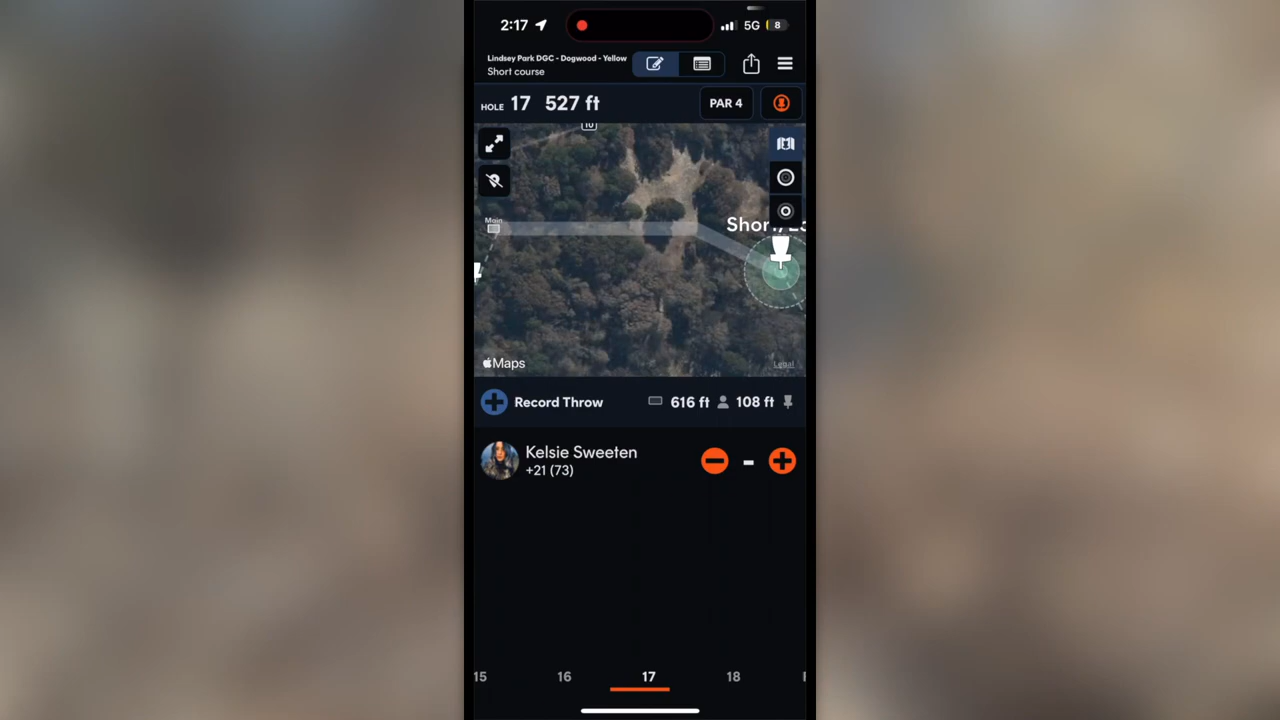 2:17
5G
8
Lindsey Park DGC - Dogwood - Yellow
Short course
HOLE 17 527 ft
PAR 4
10
Main
Maps
Legal
Record Throw
616 ft
108 ft
Kelsie Sweeten
+21 (73)
-
15
16
17
18